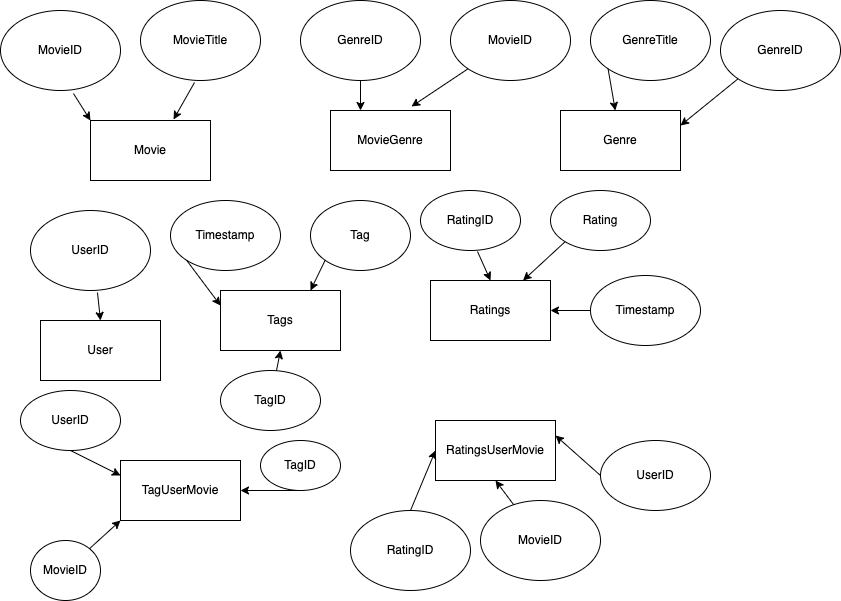 MovieID
MovieTitle
GenreID
MovieID
GenreTitle
GenreID
Movie
MovieGenre
Genre
UserID
Timestamp
Tag
RatingID
Rating
User
Tags
Ratings
Timestamp
TagID
UserID
TagUserMovie
TagID
MovieID
RatingsUserMovie
UserID
RatingID
MovieID